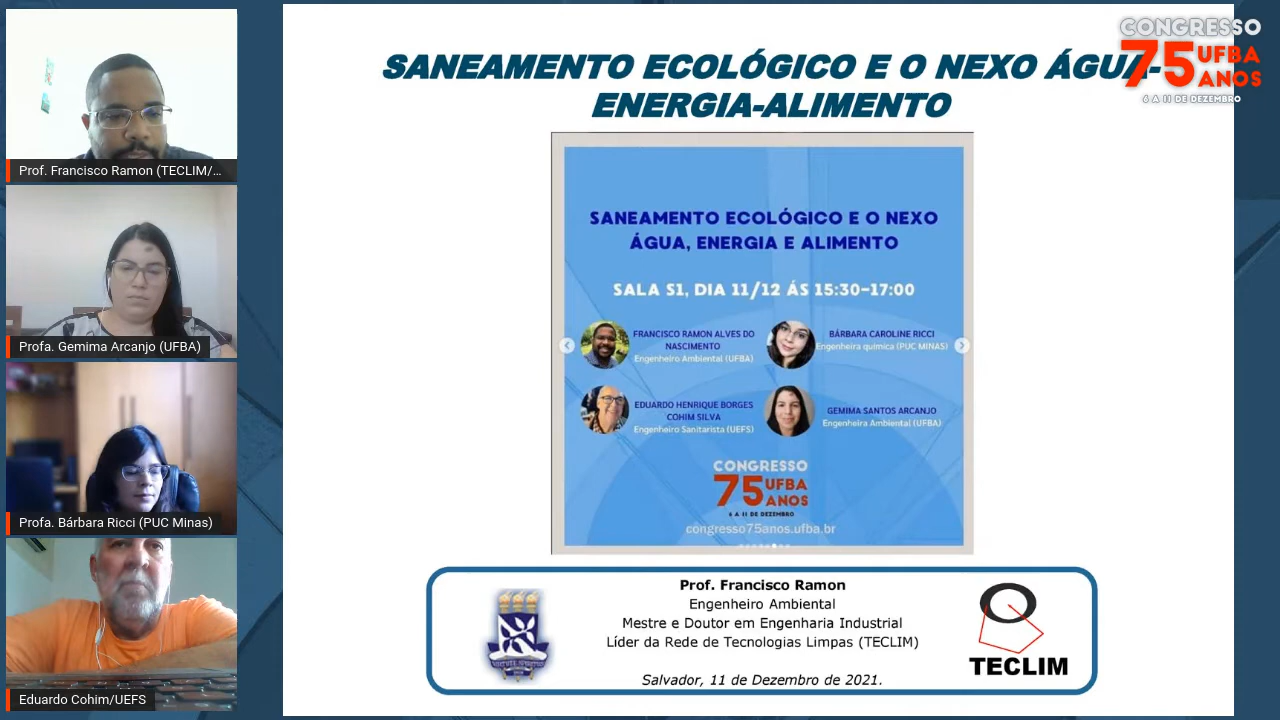 Prof. Francisco Ramon (TECLIM/...
Profa. Gemima Arcanjo (UFBA)
Profa. Bárbara Ricci (PUC Minas)
Eduardo Cohim/UEFS
CONGRESSO
75 UFBA
ANOS
6 A 11 DE DEZEMBRO
SANEAMENTO ECOLÓGICO E O NEXO ÁGUA-
ENERGIA-ALIMENTO
SANEAMENTO ECOLÓGICO E O NEXO
ÁGUA, ENERGIA E ALIMENTO
SALA S1, DIA 11/12 ÁS 15:30-17:00
FRANCISCO RAMON ALVES DO
NASCIMENTO
Engenheiro Ambiental (UFBA)
BÁRBARA CAROLINE RICCI
Engenheira química (PUC MINAS)
EDUARDO HENRIQUE BORGES
COHIM SILVA
Engenheiro Sanitarista (UEFS)
GEMIMA SANTOS ARCANJO
Engenheira Ambiental (UFBA)
CONGRESSO
75 UFBA
ANOS
6 A 11 DE DEZEMBRO
congresso75anos.ufba.br
Prof. Francisco Ramon
Engenheiro Ambiental
Mestre e Doutor em Engenharia Industrial
Líder da Rede de Tecnologias Limpas (TECLIM)
Salvador, 11 de Dezembro de 2021.
VIRTUTE SPIRITUS
TECLIM